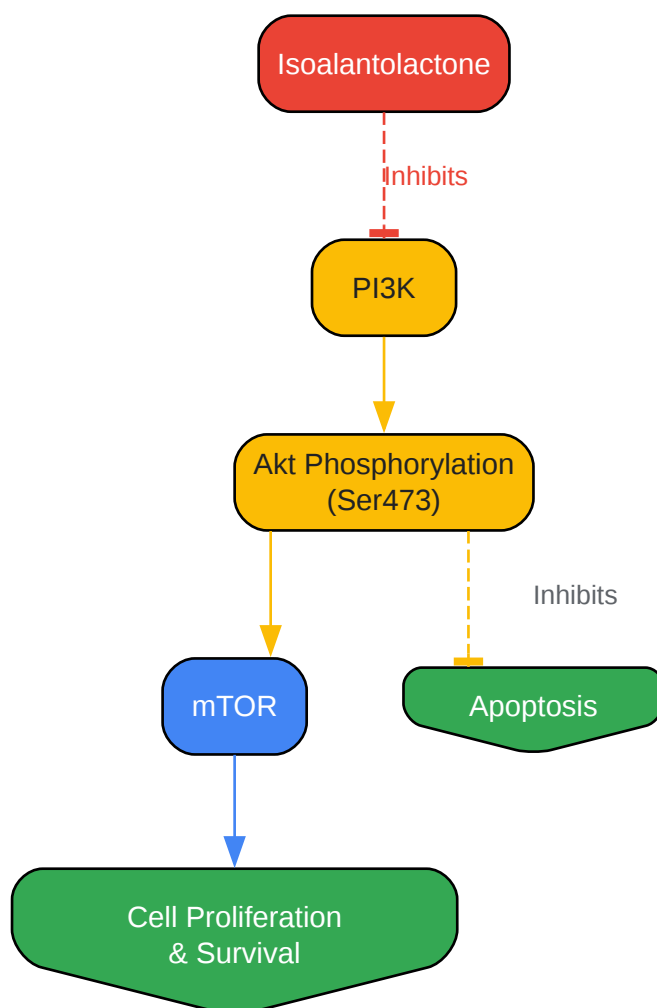 Isoalantolactone
Inhibits
PI3K
Akt Phosphorylation
(Ser473)
Inhibits
mTOR
Apoptosis
Cell Proliferation
& Survival